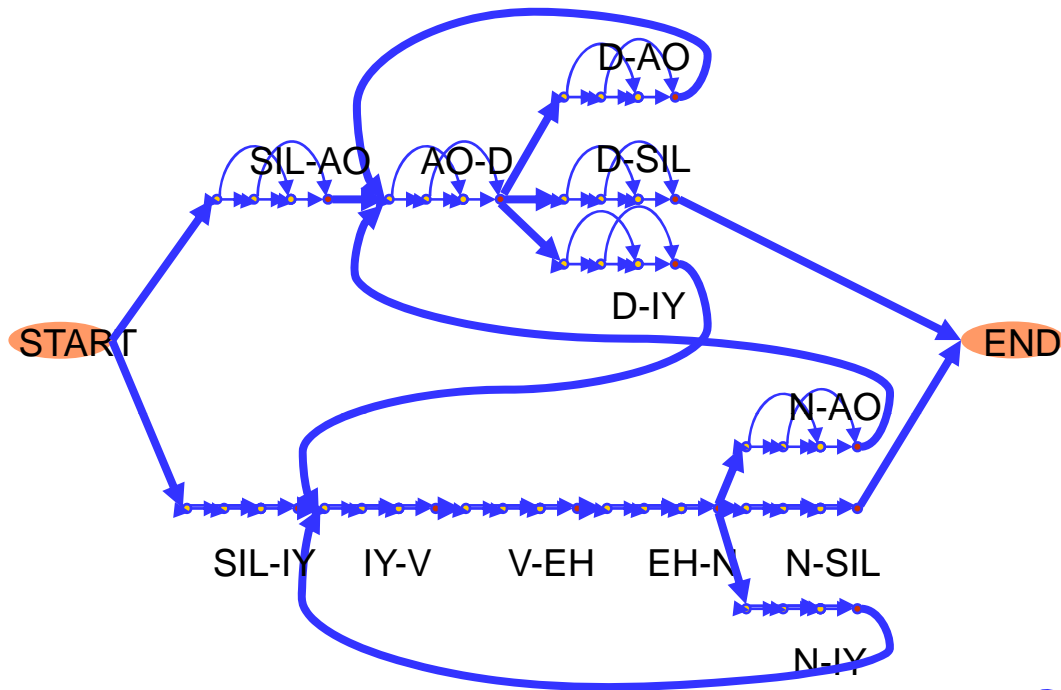 D-AO
SIL-AO
AO-D
D-SIL
D-IY
START
END
N-AO
SIL-IY
IY-V
V-EH
EH-N
N-SIL
N-IY